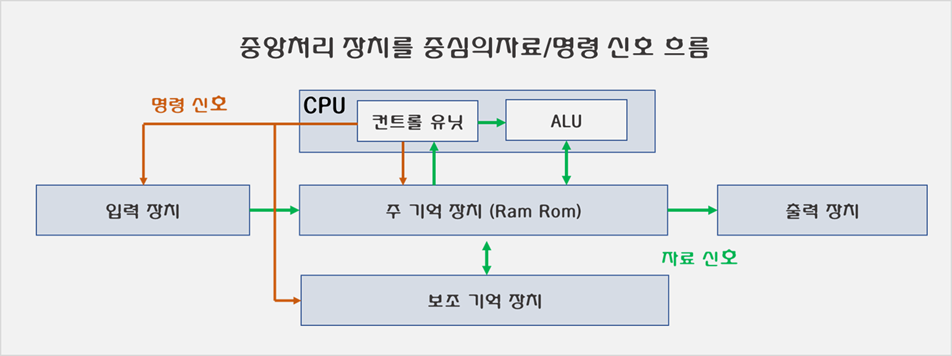 중앙처리 장치를 중심의자료/명령 신호 흐름
명령 신호
CPU
컨트롤 유닛
ALU
입력 장치
주 기억 장치 (Ram Rom)
출력 장치
자료 신호
보조 기억 장치